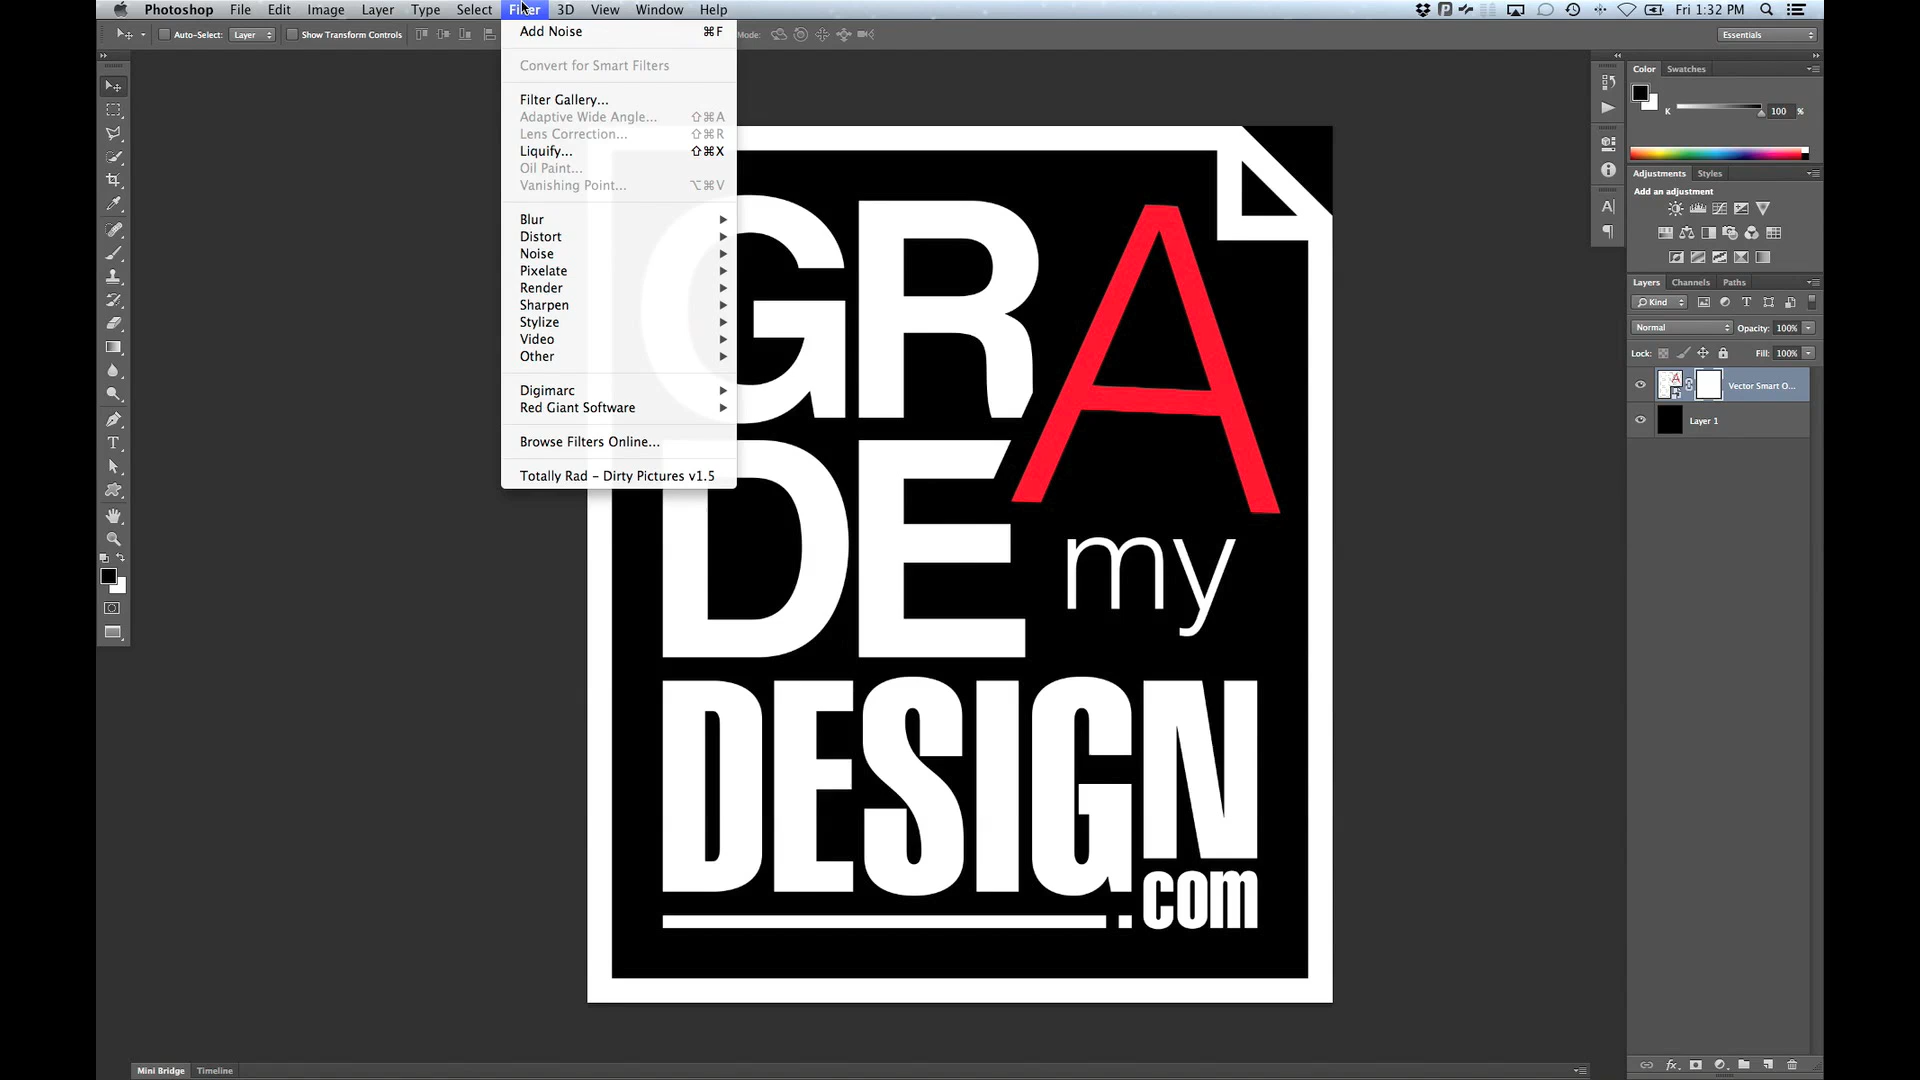 Photoshop File Edit Image Layer Type Select Filter 3D View Window Help
Fri 1:32 PM
Auto-Select: Layer Show Transform Controls
Mode:
Essentials
Add Noise ⌘F
Convert for Smart Filters
Filter Gallery...
Adaptive Wide Angle... ⇧⌘A
Lens Correction... ⇧⌘R
Liquify... ⇧⌘X
Oil Paint...
Vanishing Point... ⌥⌘V
Blur
Distort
Noise
Pixelate
Render
Sharpen
Stylize
Video
Other
Digimarc
Red Giant Software
Browse Filters Online...
Totally Rad – Dirty Pictures v1.5
GRA
DE my
DESIGN
.com
Color Swatches
K 100 %
Adjustments Styles
Add an adjustment
Layers Channels Paths
Kind
Normal Opacity: 100%
Lock: Fill: 100%
Vector Smart O...
Layer 1
Mini Bridge Timeline